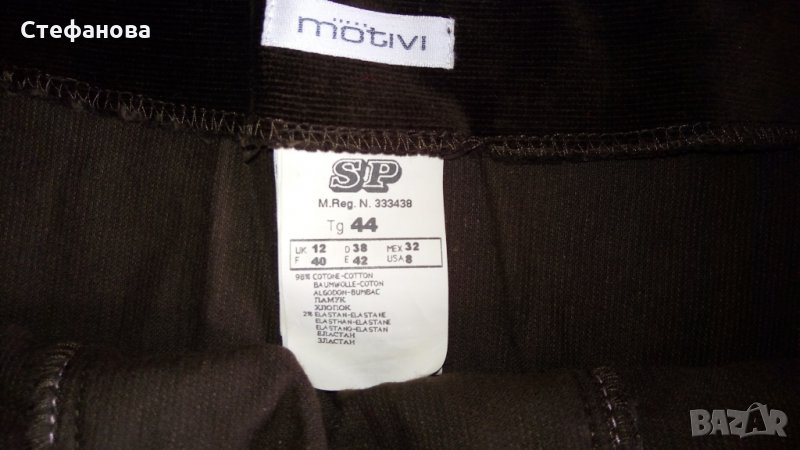 Стефанова
motivi
SP
M.Reg. N. 333438
Tg 44
UK 12 D 38 MEX 32
F 40 E 42 USA 8
98% COTONE-COTTON
BAUMWOLLE-COTON
ALGODON-BUMBAC
ПАМУК
ХЛОПОК
2% ELASTAN-ELASTANE
ELASTHAN-ELASTANE
ELASTANO-ELASTAN
ЕЛАСТАН
ЭЛАСТАН
BAZAR